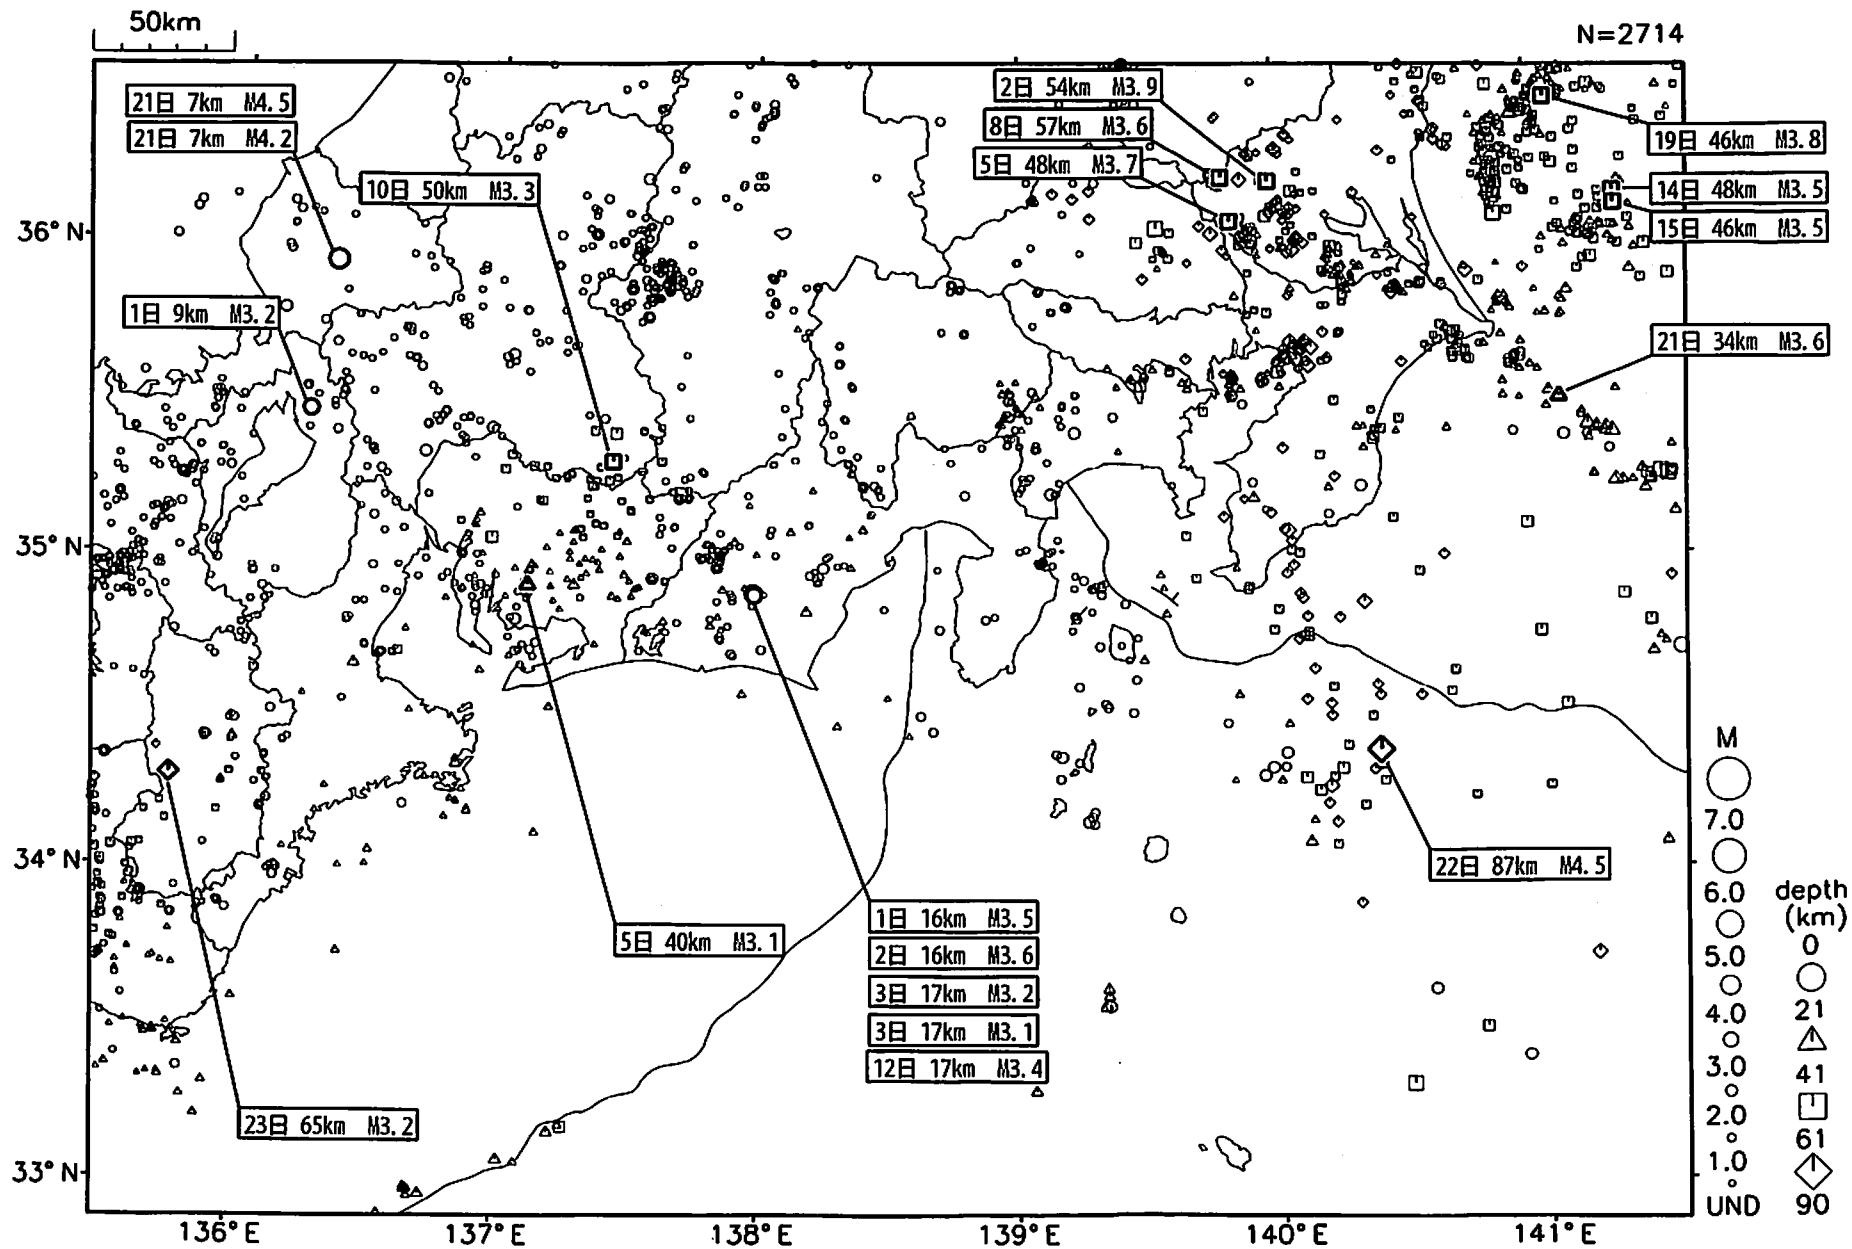 50km
N=2714
21日 7km M4.5
21日 7km M4.2
10日 50km M3.3
1日 9km M3.2
2日 54km M3.9
8日 57km M3.6
5日 48km M3.7
19日 46km M3.8
14日 48km M3.5
15日 46km M3.5
21日 34km M3.6
22日 87km M4.5
5日 40km M3.1
1日 16km M3.5
2日 16km M3.6
3日 17km M3.2
3日 17km M3.1
12日 17km M3.4
23日 65km M3.2
36°N
35°N
34°N
33°N
136°E
137°E
138°E
139°E
140°E
141°E
M
7.0
6.0
5.0
4.0
3.0
2.0
1.0
UND
depth
(km)
0
21
41
61
90